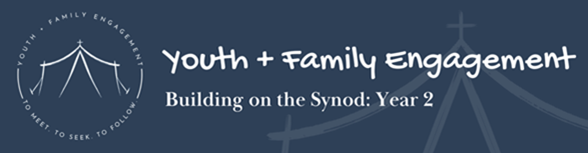 YOUTH + FAMILY ENGAGEMENT
TO MEET, TO SEEK, TO FOLLOW
Youth + Family Engagement
Building on the Synod: Year 2